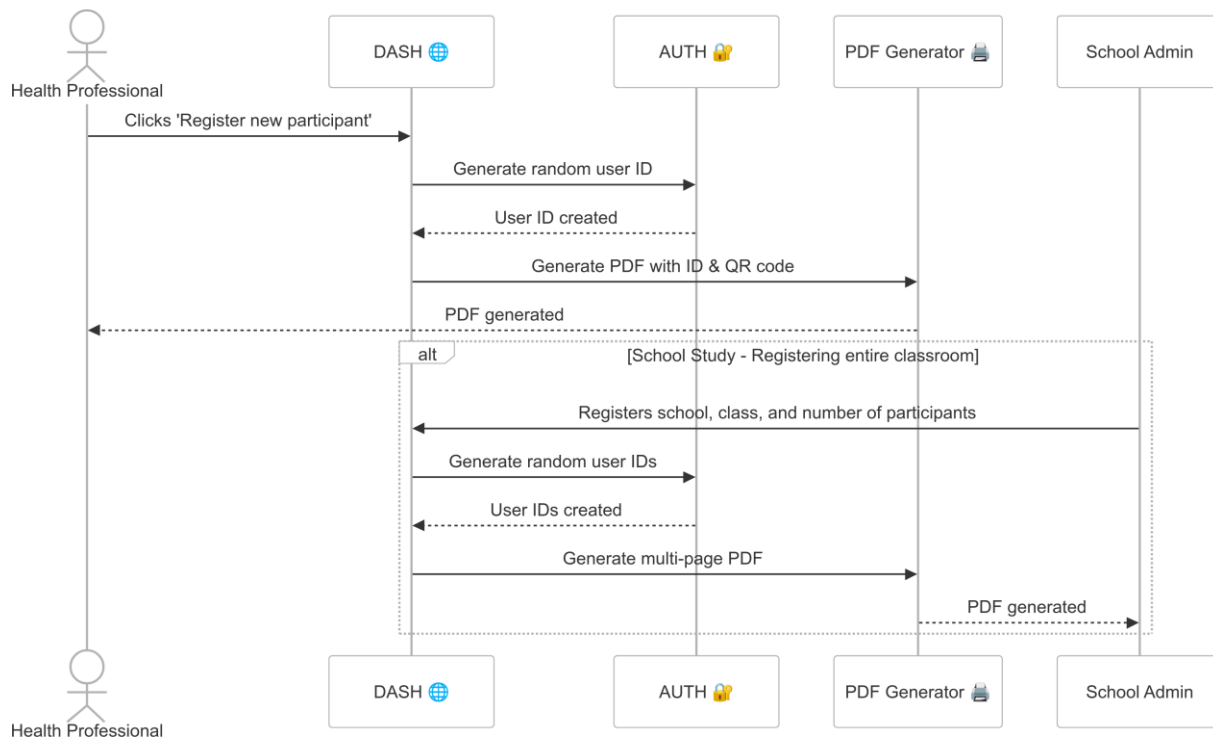 DASH 🌐
AUTH 🔐
PDF Generator 🖨️
School Admin
Health Professional
Clicks 'Register new participant'
Generate random user ID
User ID created
Generate PDF with ID & QR code
PDF generated
alt
[School Study - Registering entire classroom]
Registers school, class, and number of participants
Generate random user IDs
User IDs created
Generate multi-page PDF
PDF generated
DASH 🌐
AUTH 🔐
PDF Generator 🖨️
School Admin
Health Professional